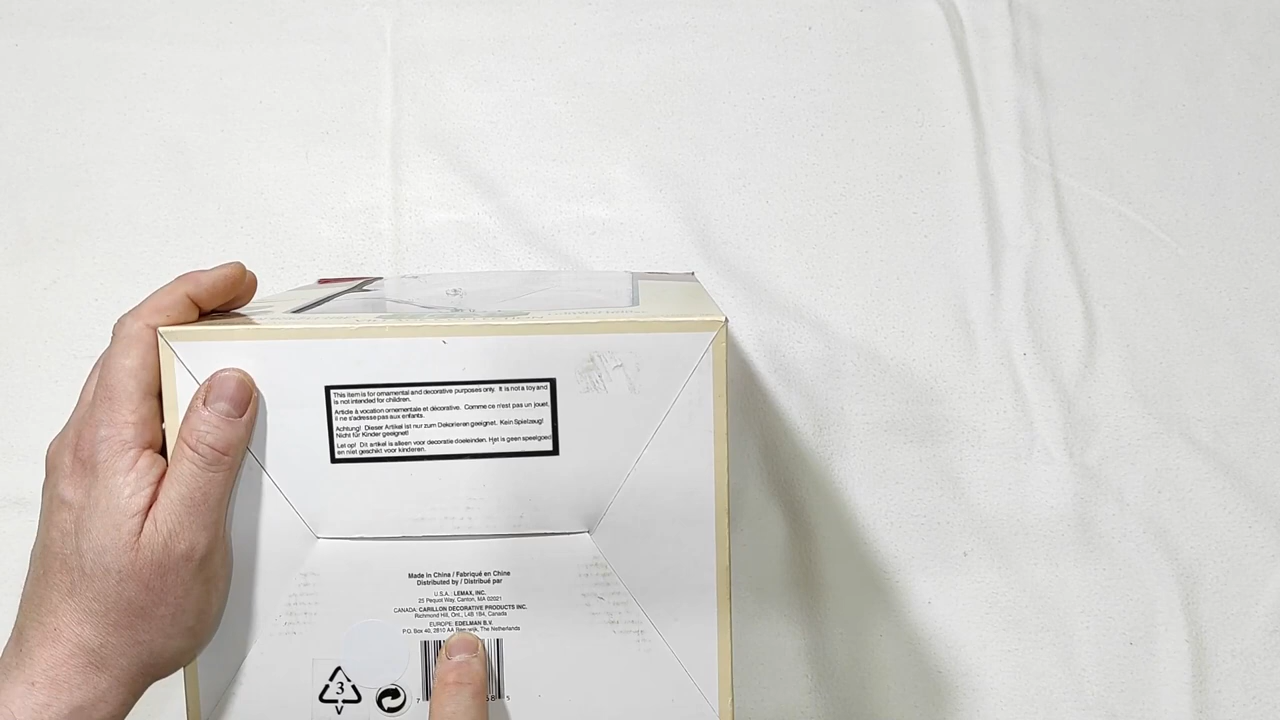 This item is for ornamental and decorative purposes only. It is not a toy and
is not intended for children.
Article à vocation ornementale et décorative. Comme ce n'est pas un jouet,
il ne s'adresse pas aux enfants.
Achtung! Dieser Artikel ist nur zum Dekorieren geeignet. Kein Spielzeug!
Nicht für Kinder geeignet!
Let op! Dit artikel is alleen voor decoratie doeleinden. Het is geen speelgoed
en niet geschikt voor kinderen.
Made in China / Fabriqué en Chine
Distributed by / Distribué par
U.S.A.: LEMAX, INC.
25 Pequot Way, Canton, MA 02021
CANADA: CARILLON DECORATIVE PRODUCTS INC.
Richmond Hill, Ont., L4B 1B4, Canada
EUROPE: EDELMAN B.V.
P.O. Box 40, 2810 AA The Netherlands
3
V
7 5